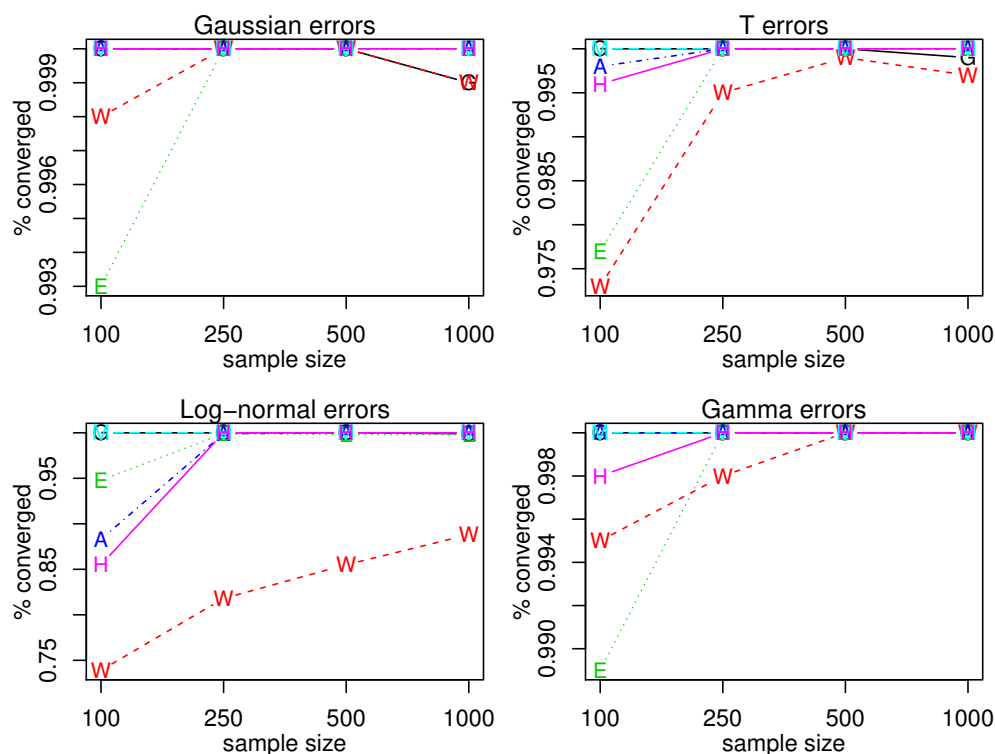 Gaussian errors
% converged
0.999
0.996
0.993
W
E
W
G
100
250
500
1000
sample size
T errors
% converged
0.995
0.985
0.975
G
A
H
E
W
W
W
G
W
100
250
500
1000
sample size
Log−normal errors
% converged
0.95
0.85
0.75
E
A
H
W
W
W
W
100
250
500
1000
sample size
Gamma errors
% converged
0.998
0.994
0.990
H
W
E
W
100
250
500
1000
sample size